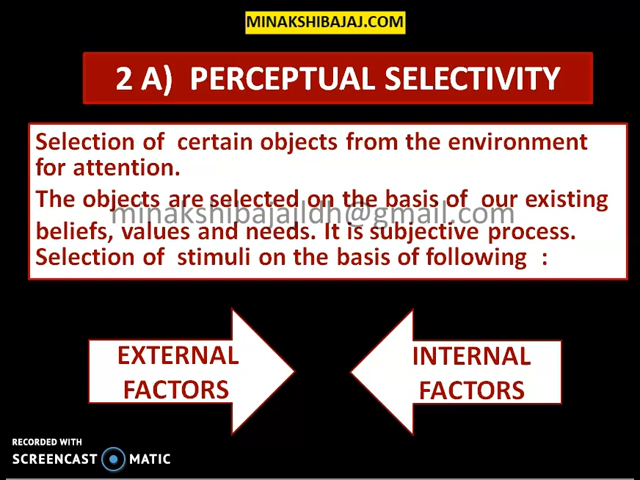 MINAKSHIBAJAJ.COM
2 A) PERCEPTUAL SELECTIVITY
Selection of certain objects from the environment
for attention.
The objects are selected on the basis of our existing
minakshibajajldh@gmail.com
beliefs, values and needs. It is subjective process.
Selection of stimuli on the basis of following :
EXTERNAL
FACTORS
INTERNAL
FACTORS
RECORDED WITH
SCREENCAST MATIC